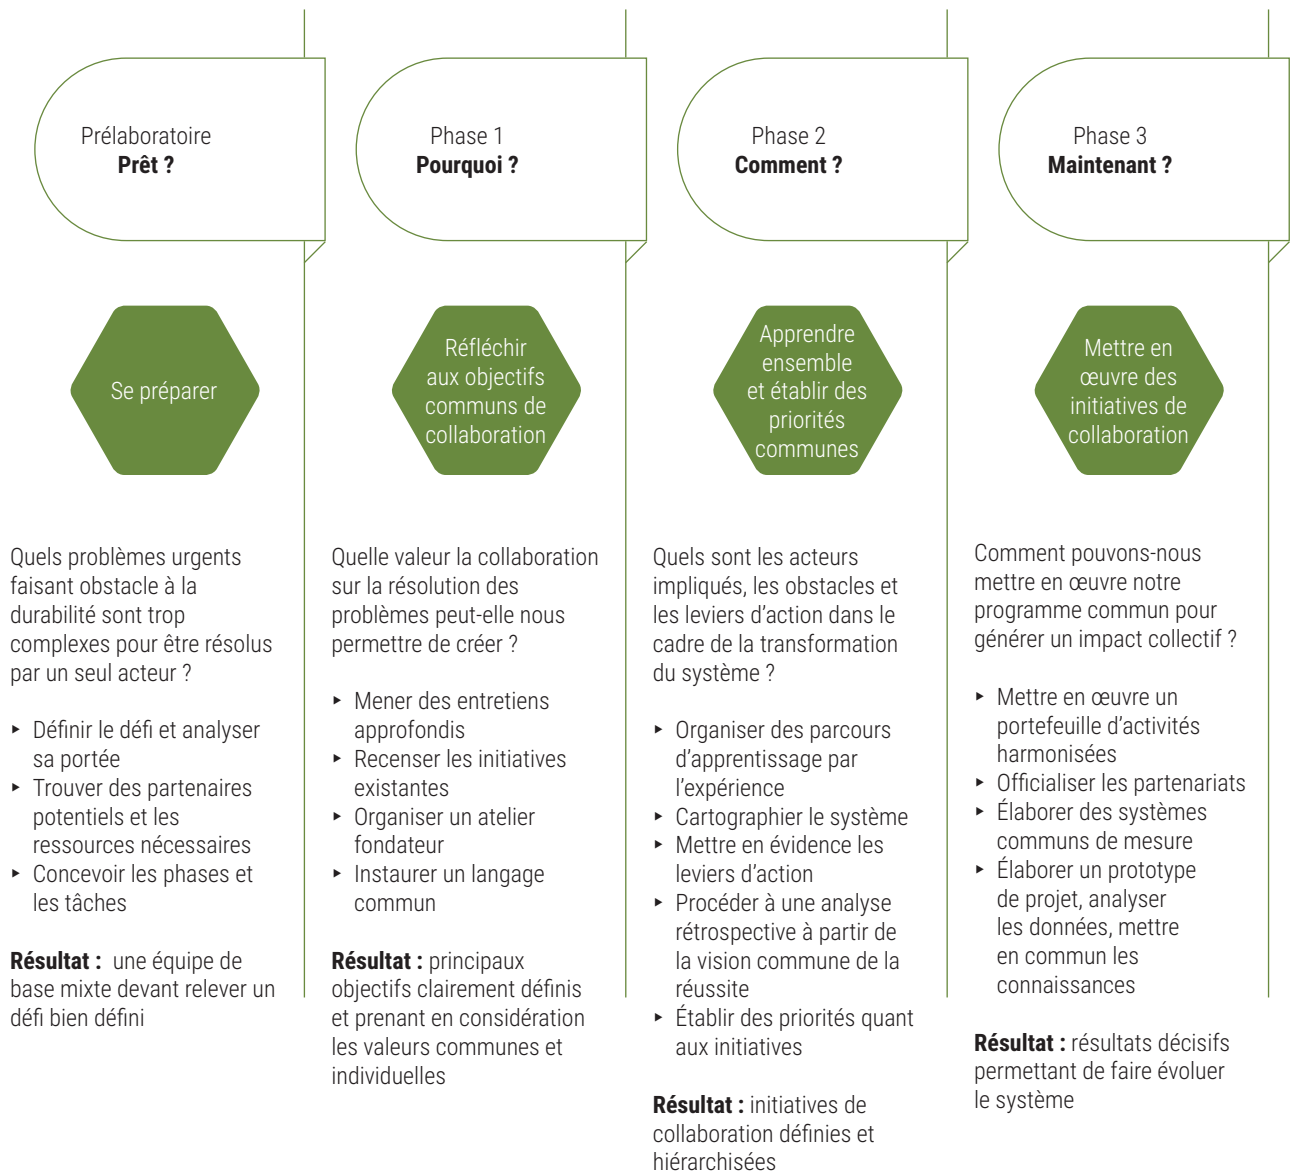 Prélaboratoire
Prêt ?
Se préparer
Quels problèmes urgents
faisant obstacle à la
durabilité sont trop
complexes pour être résolus
par un seul acteur ?
‣ Définir le défi et analyser
sa portée
‣ Trouver des partenaires
potentiels et les
ressources nécessaires
‣ Concevoir les phases et
les tâches
Résultat : une équipe de
base mixte devant relever un
défi bien défini
Phase 1
Pourquoi ?
Réfléchir
aux objectifs
communs de
collaboration
Quelle valeur la collaboration
sur la résolution des
problèmes peut-elle nous
permettre de créer ?
‣ Mener des entretiens
approfondis
‣ Recenser les initiatives
existantes
‣ Organiser un atelier
fondateur
‣ Instaurer un langage
commun
Résultat : principaux
objectifs clairement définis
et prenant en considération
les valeurs communes et
individuelles
Phase 2
Comment ?
Apprendre
ensemble
et établir des
priorités
communes
Quels sont les acteurs
impliqués, les obstacles et
les leviers d’action dans le
cadre de la transformation
du système ?
‣ Organiser des parcours
d’apprentissage par
l’expérience
‣ Cartographier le système
‣ Mettre en évidence les
leviers d’action
‣ Procéder à une analyse
rétrospective à partir de
la vision commune de la
réussite
‣ Établir des priorités quant
aux initiatives
Résultat : initiatives de
collaboration définies et
hiérarchisées
Phase 3
Maintenant ?
Mettre en
œuvre des
initiatives de
collaboration
Comment pouvons-nous
mettre en œuvre notre
programme commun pour
générer un impact collectif ?
‣ Mettre en œuvre un
portefeuille d’activités
harmonisées
‣ Officialiser les partenariats
‣ Élaborer des systèmes
communs de mesure
‣ Élaborer un prototype
de projet, analyser
les données, mettre
en commun les
connaissances
Résultat : résultats décisifs
permettant de faire évoluer
le système